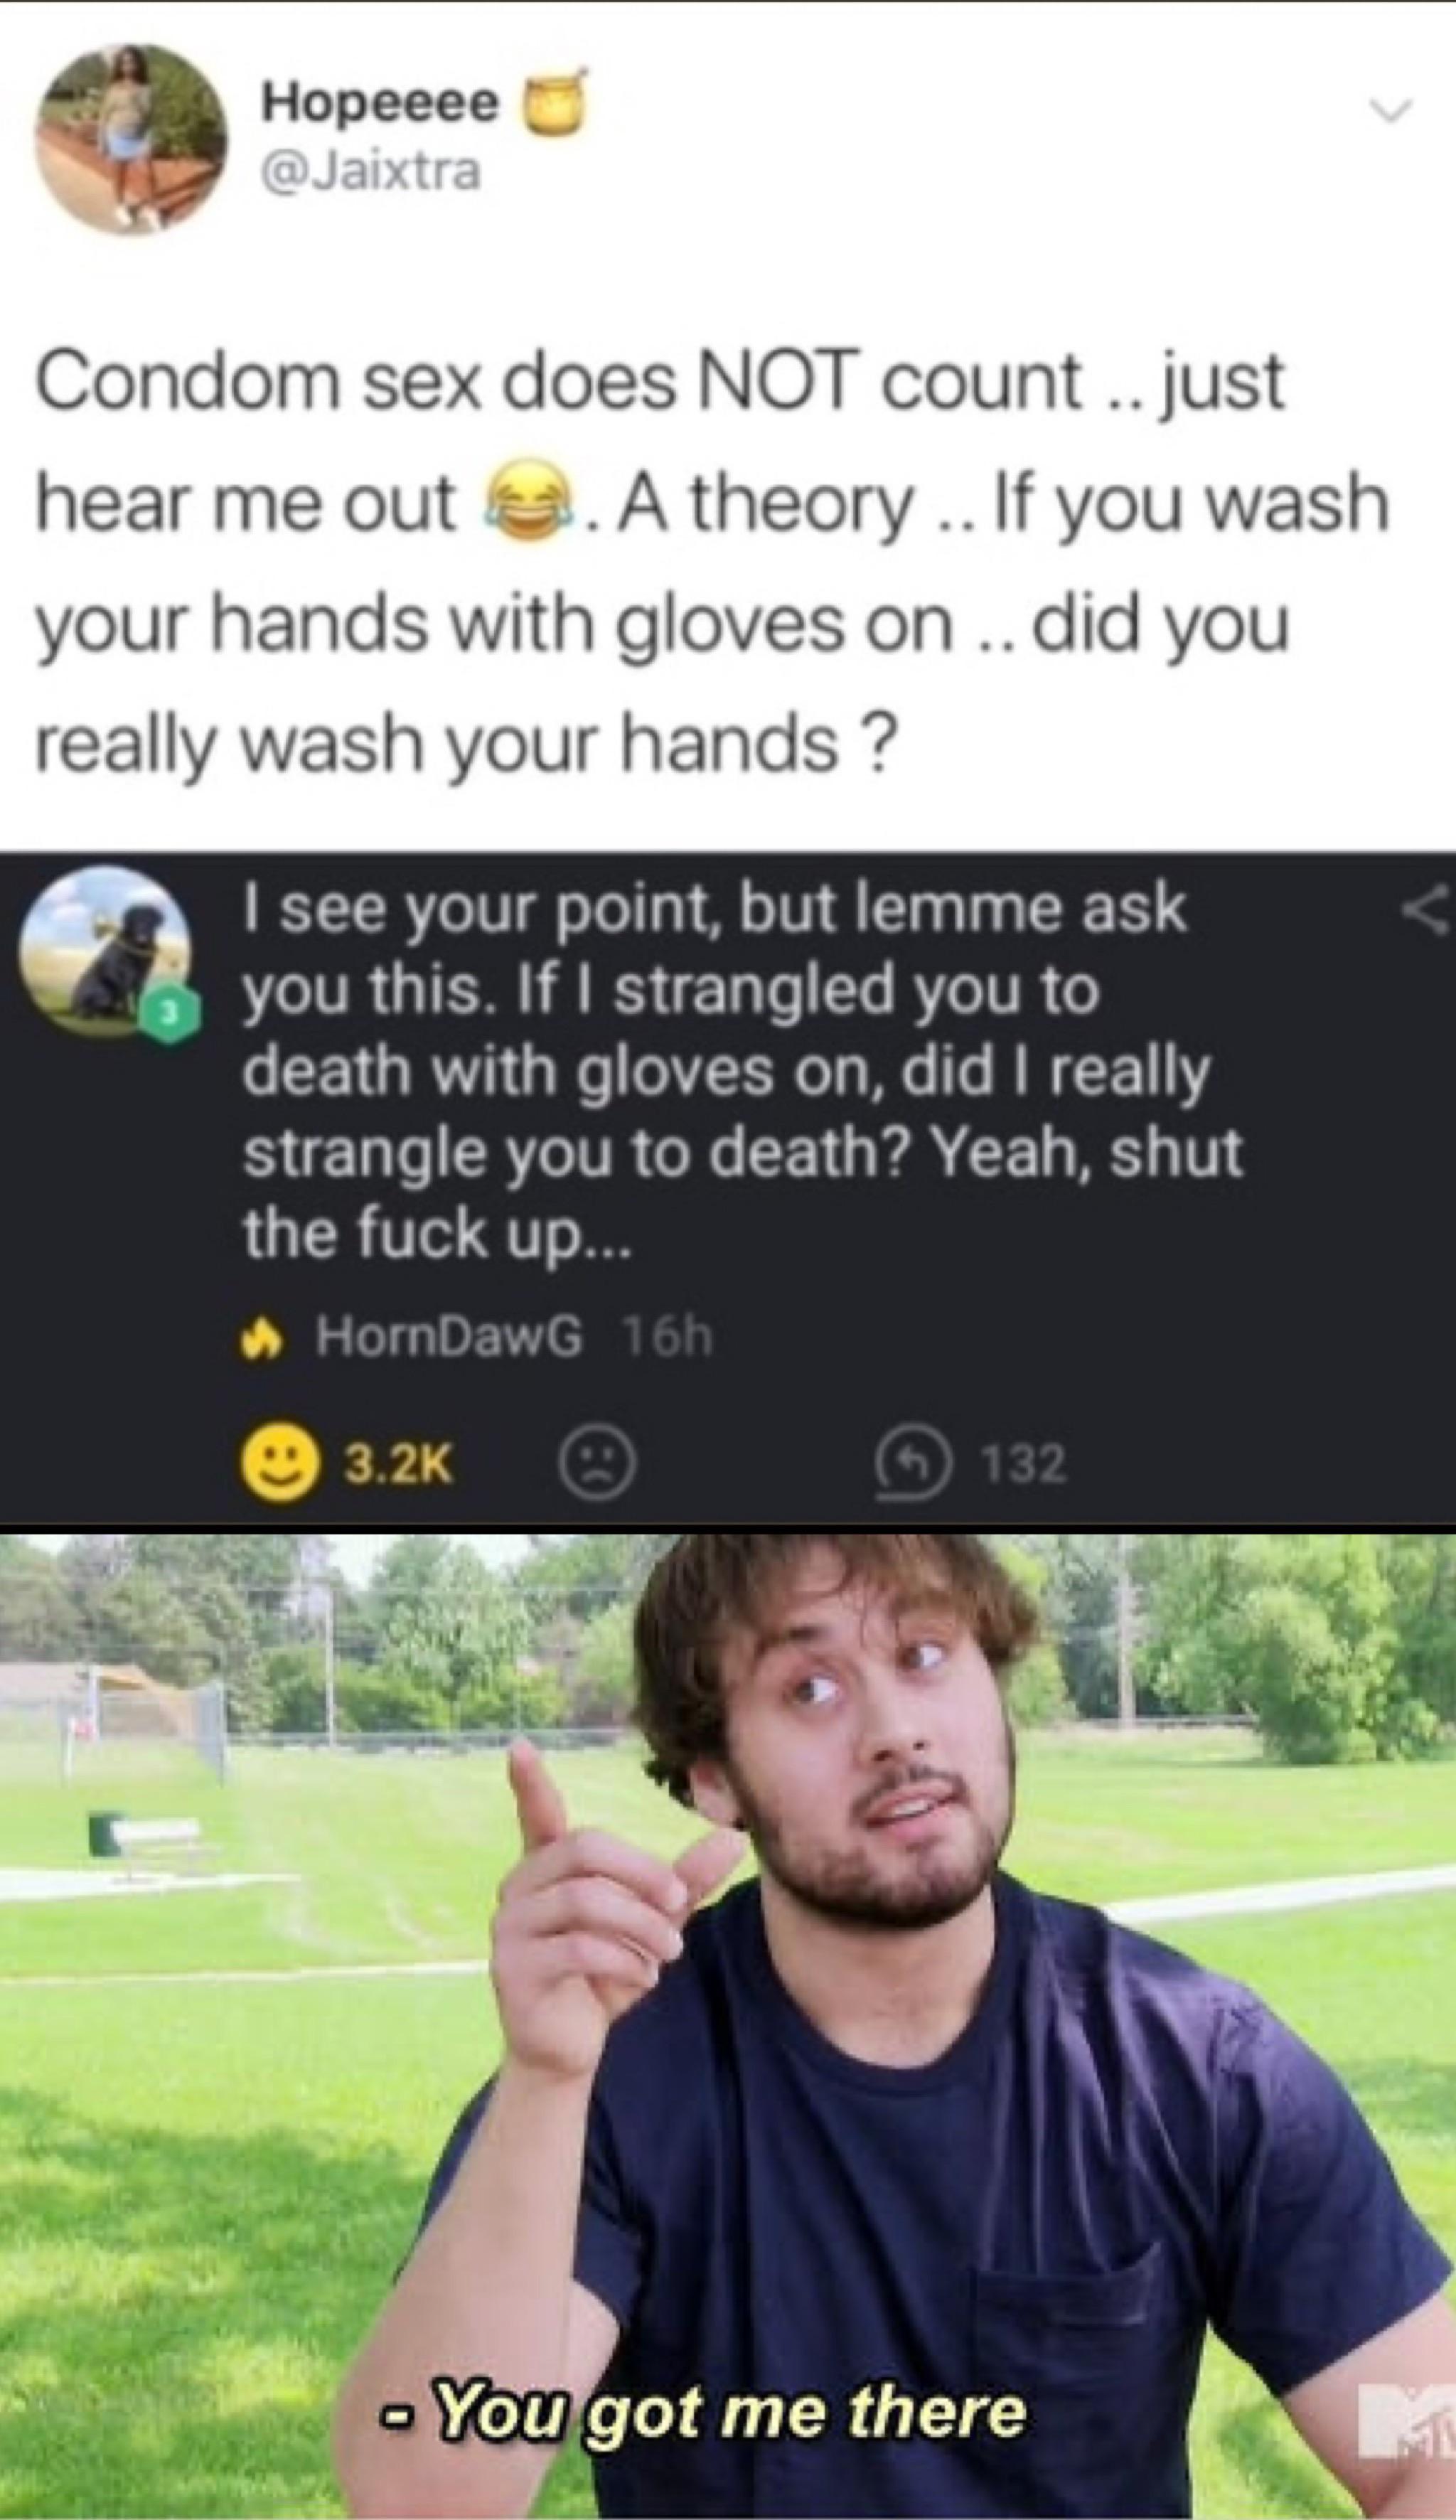 Hopeeee 🍯
@Jaixtra
Condom sex does NOT count .. just
hear me out 😂. A theory .. If you wash
your hands with gloves on .. did you
really wash your hands ?
3
I see your point, but lemme ask
you this. If I strangled you to
death with gloves on, did I really
strangle you to death? Yeah, shut
the fuck up...
HornDawG 16h
3.2K 132
- You got me there
MTV